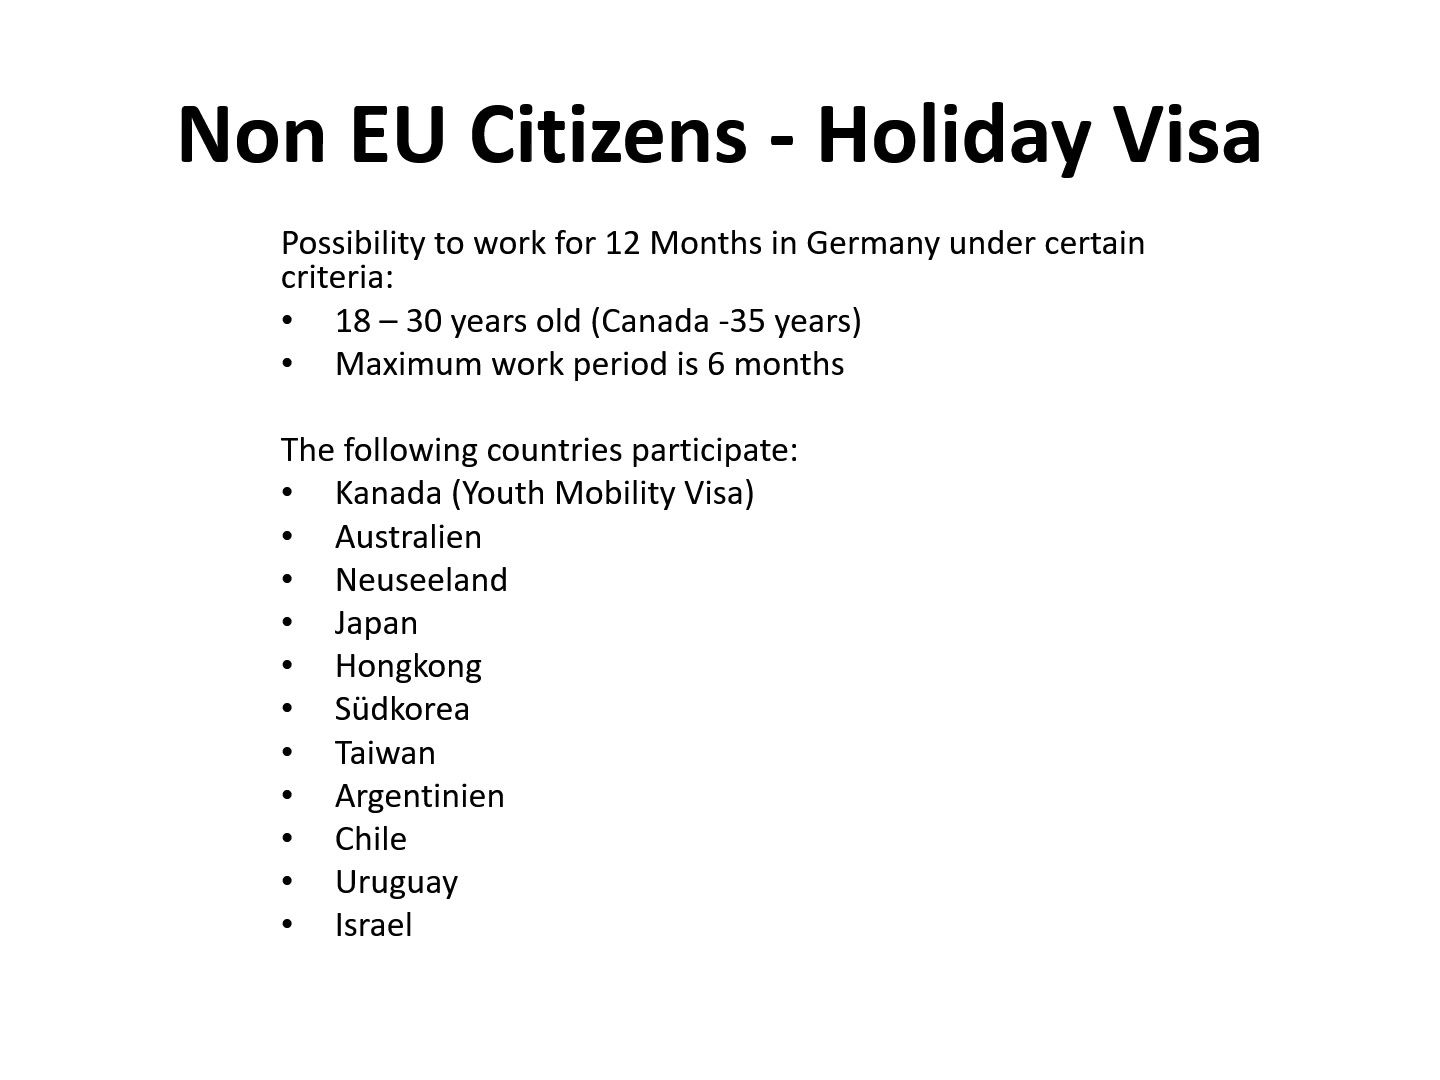 Non EU Citizens - Holiday Visa
Possibility to work for 12 Months in Germany under certain
criteria:
• 18 – 30 years old (Canada -35 years)
• Maximum work period is 6 months
The following countries participate:
• Kanada (Youth Mobility Visa)
• Australien
• Neuseeland
• Japan
• Hongkong
• Südkorea
• Taiwan
• Argentinien
• Chile
• Uruguay
• Israel